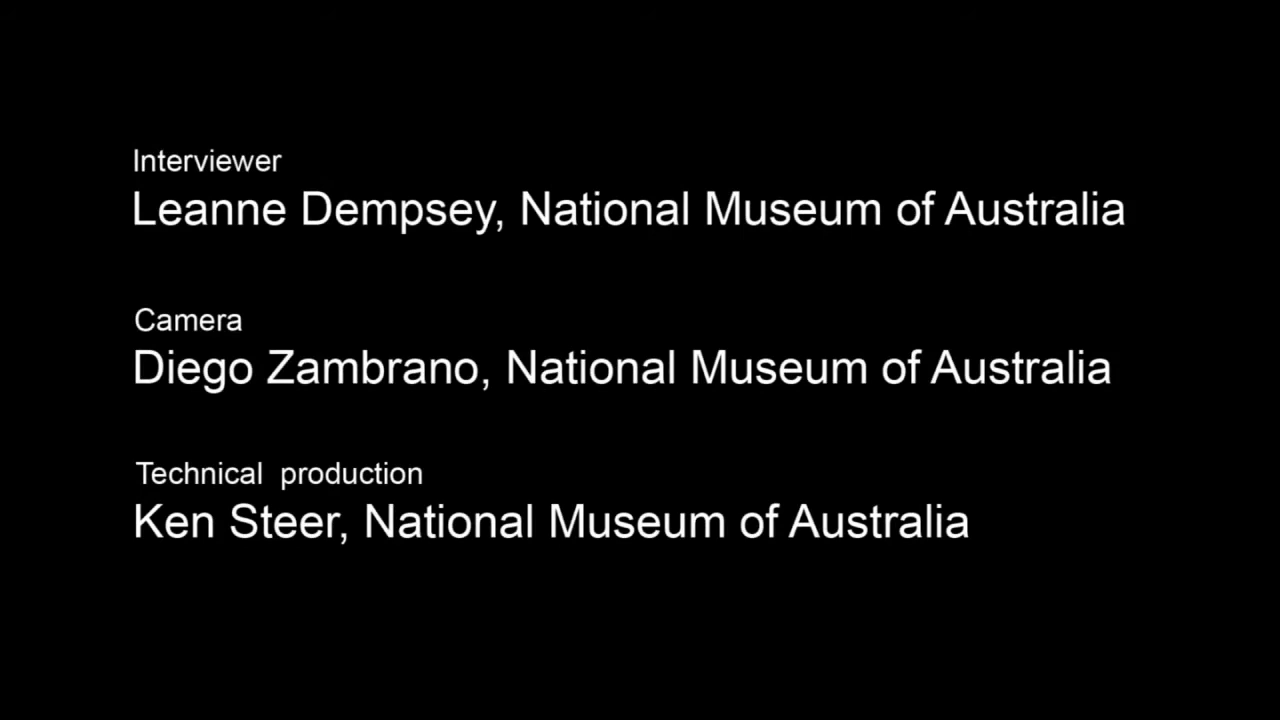 Interviewer
Leanne Dempsey, National Museum of Australia
Camera
Diego Zambrano, National Museum of Australia
Technical production
Ken Steer, National Museum of Australia